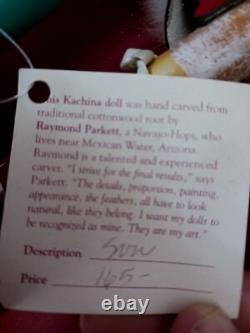 This Kachina doll was hand carved from
traditional cottonwood root by
Raymond Parkett, a Navajo-Hopi, who
lives near Mexican Water, Arizona.
Raymond is a talented and experienced
carver. "I strive for the final results," says
Parkett. "The details, proportion, painting,
appearance, the feathers, all have to look
natural, like they belong. I want my dolls to
be recognized as mine. They are my art."
Description Sun
Price 165-